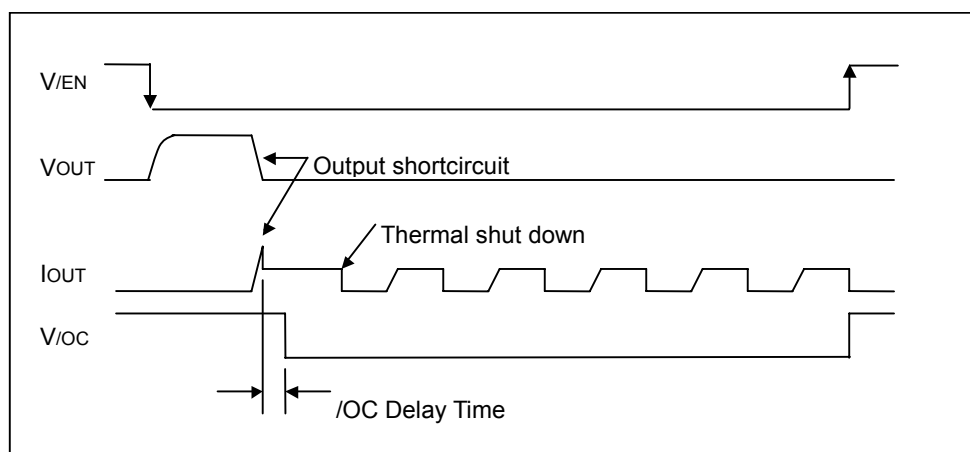 V/EN
VOUT
Output shortcircuit
Thermal shut down
IOUT
V/OC
/OC Delay Time